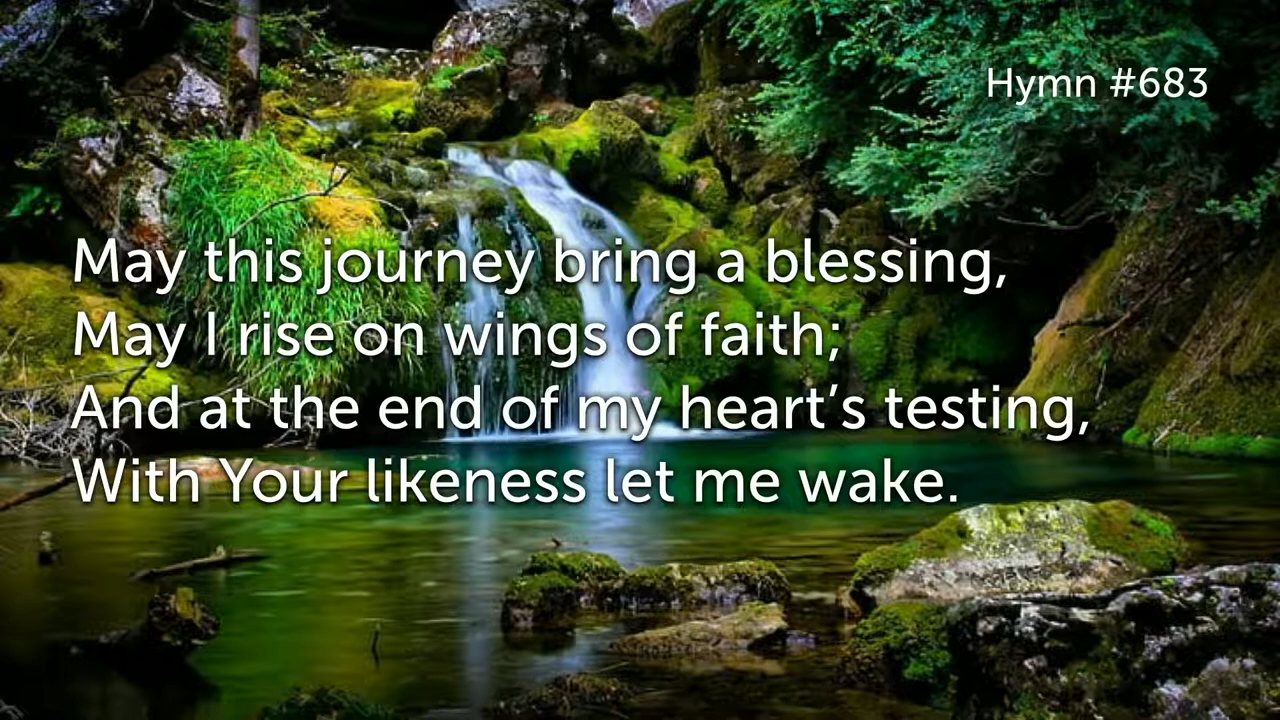 Hymn #683
May this journey bring a blessing,
May I rise on wings of faith;
And at the end of my heart’s testing,
With Your likeness let me wake.